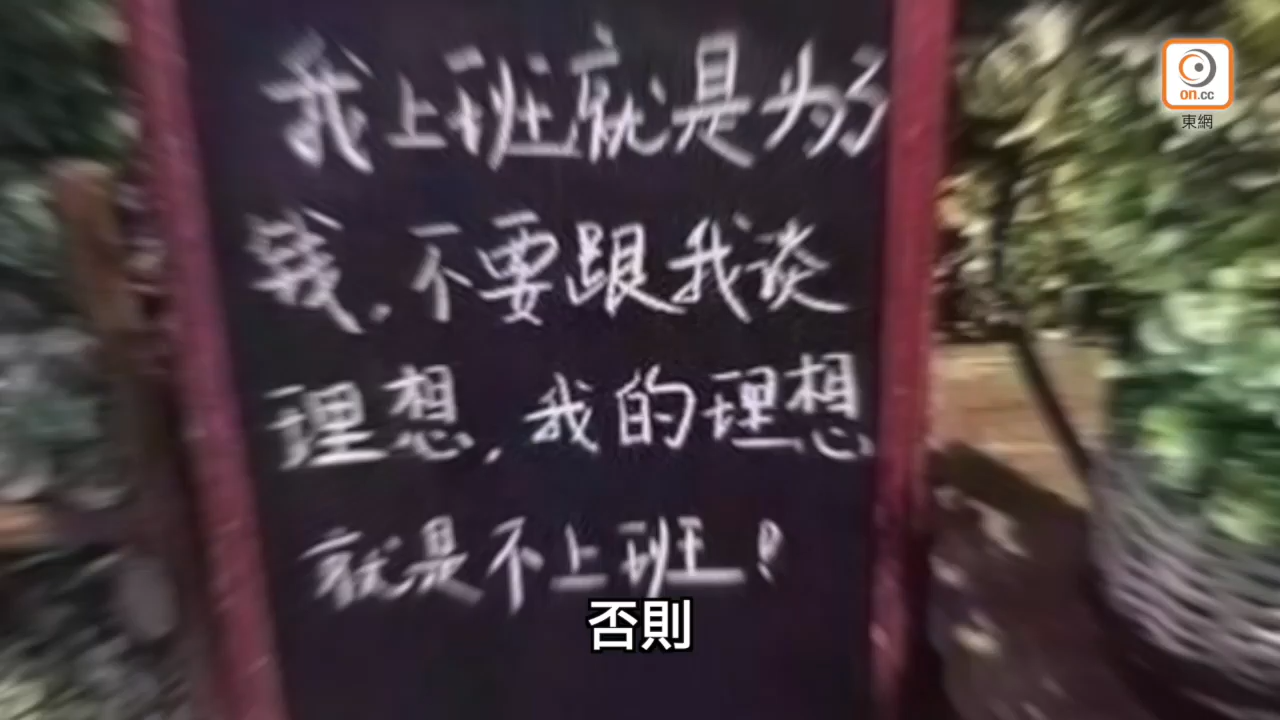 on.cc
東網
我上班就是为了
钱,不要跟我谈
理想,我的理想
就是不上班!
否則